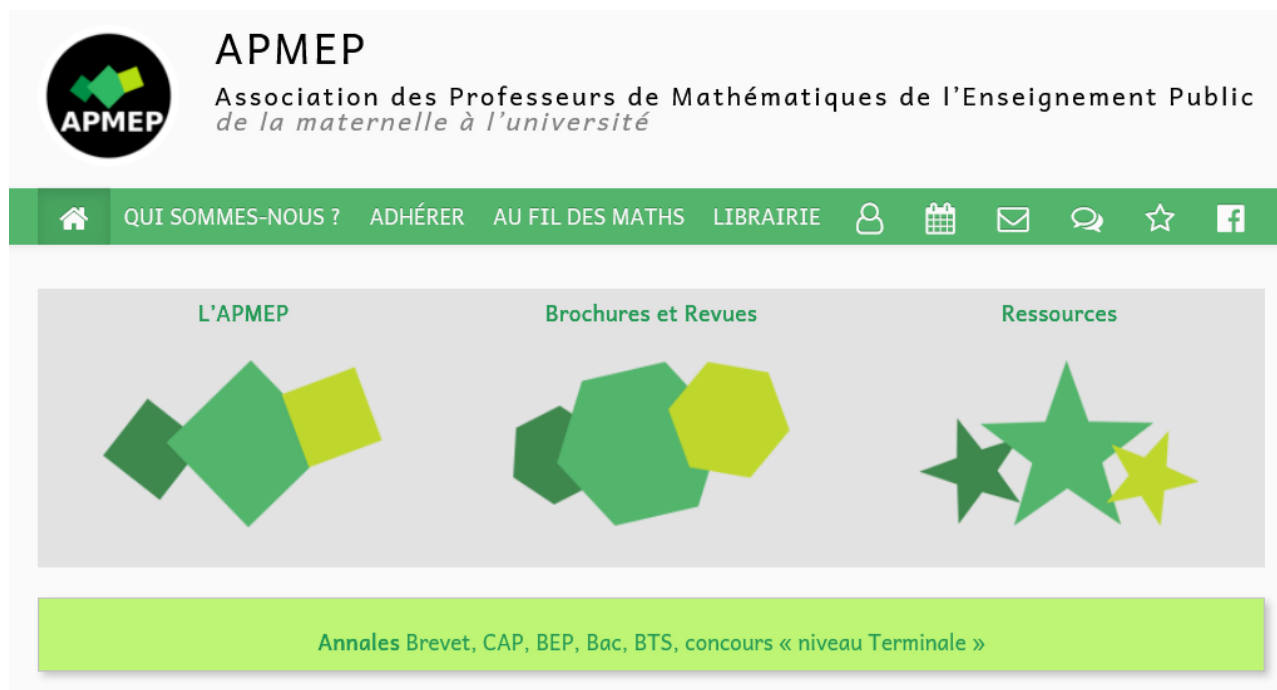 APMEP
APMEP
Association des Professeurs de Mathématiques de l'Enseignement Public
de la maternelle à l'université
QUI SOMMES-NOUS ? ADHÉRER AU FIL DES MATHS LIBRAIRIE
L'APMEP Brochures et Revues Ressources
Annales Brevet, CAP, BEP, Bac, BTS, concours « niveau Terminale »